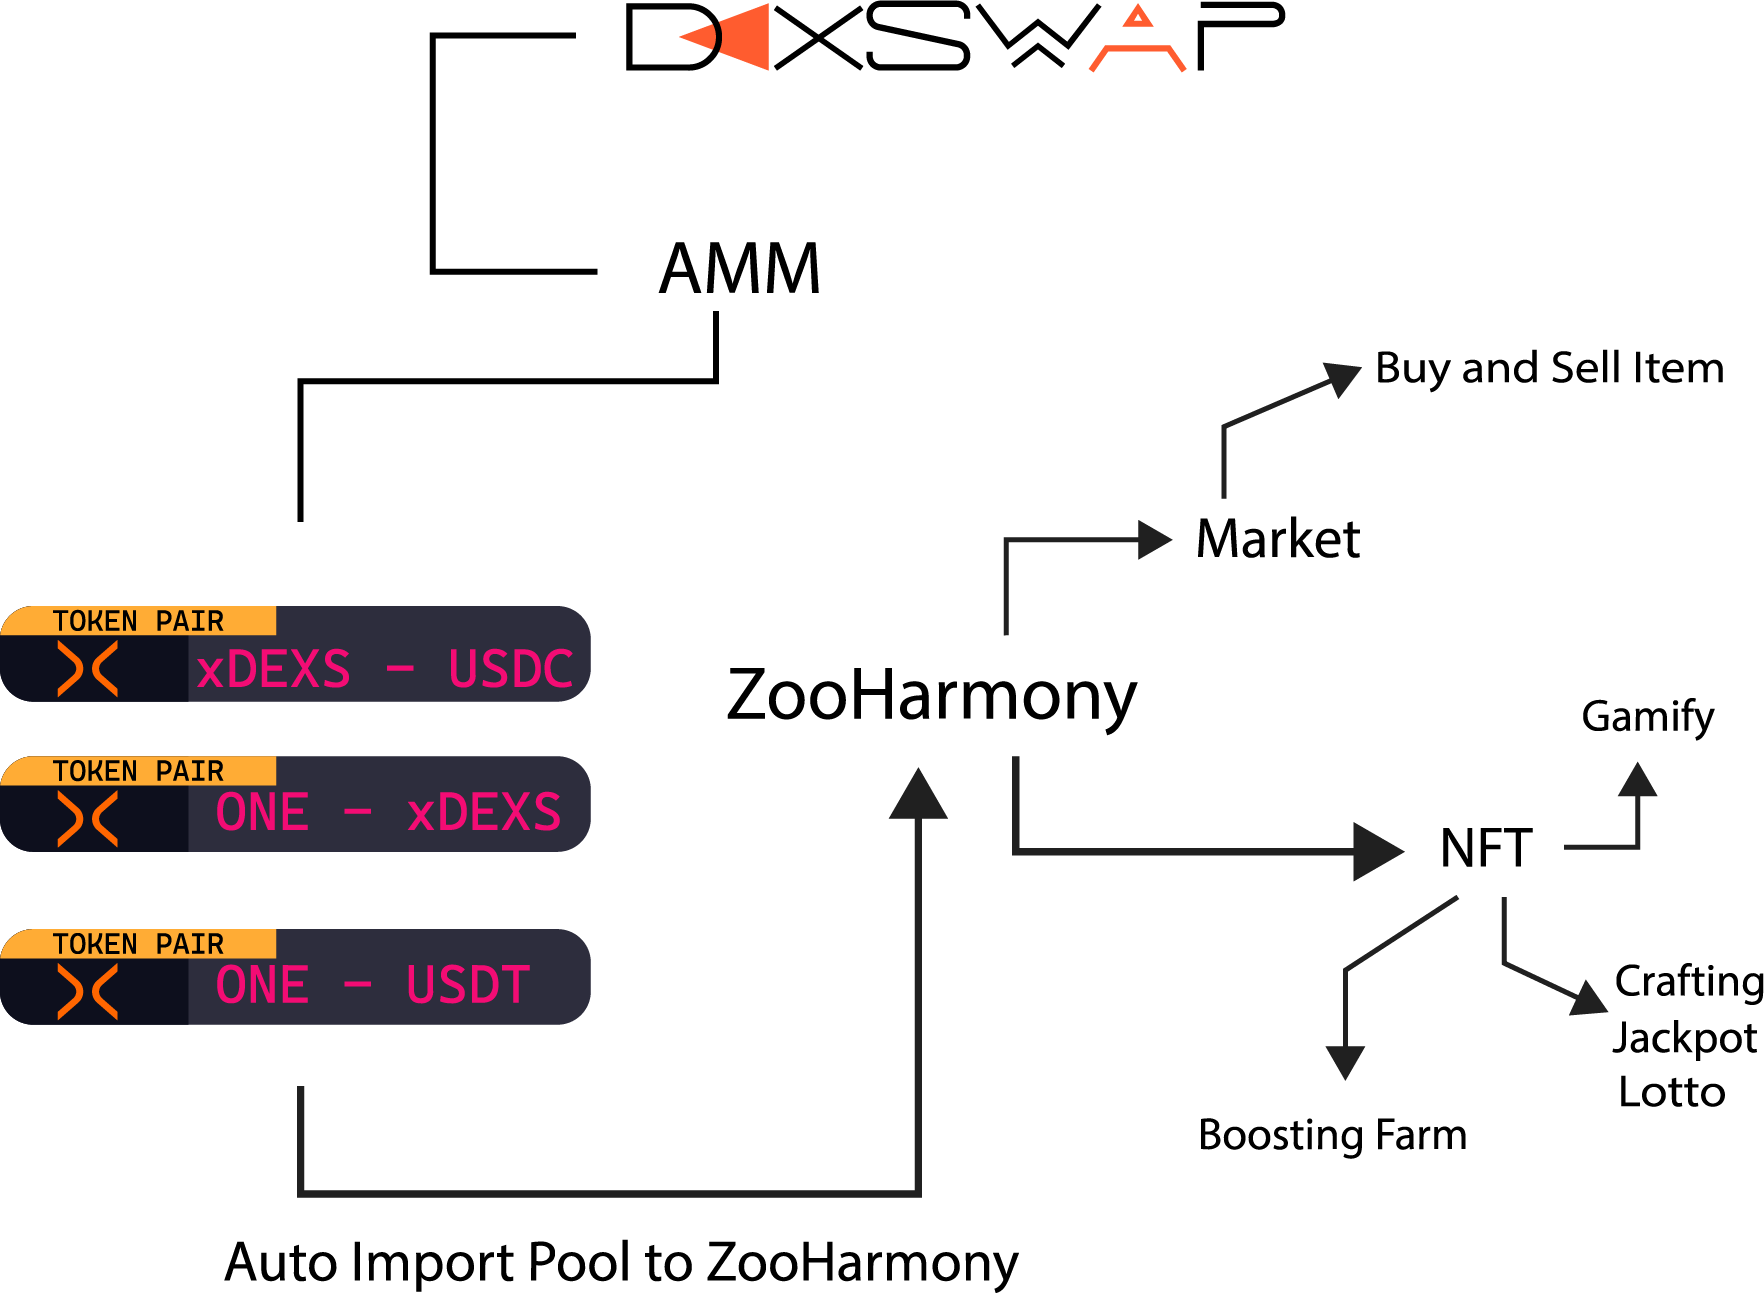 DEXSWAP
AMM
Buy and Sell Item
Market
TOKEN PAIR
xDEXS - USDC
ZooHarmony
Gamify
TOKEN PAIR
ONE - xDEXS
NFT
TOKEN PAIR
ONE - USDT
Crafting
Jackpot
Lotto
Boosting Farm
Auto Import Pool to ZooHarmony